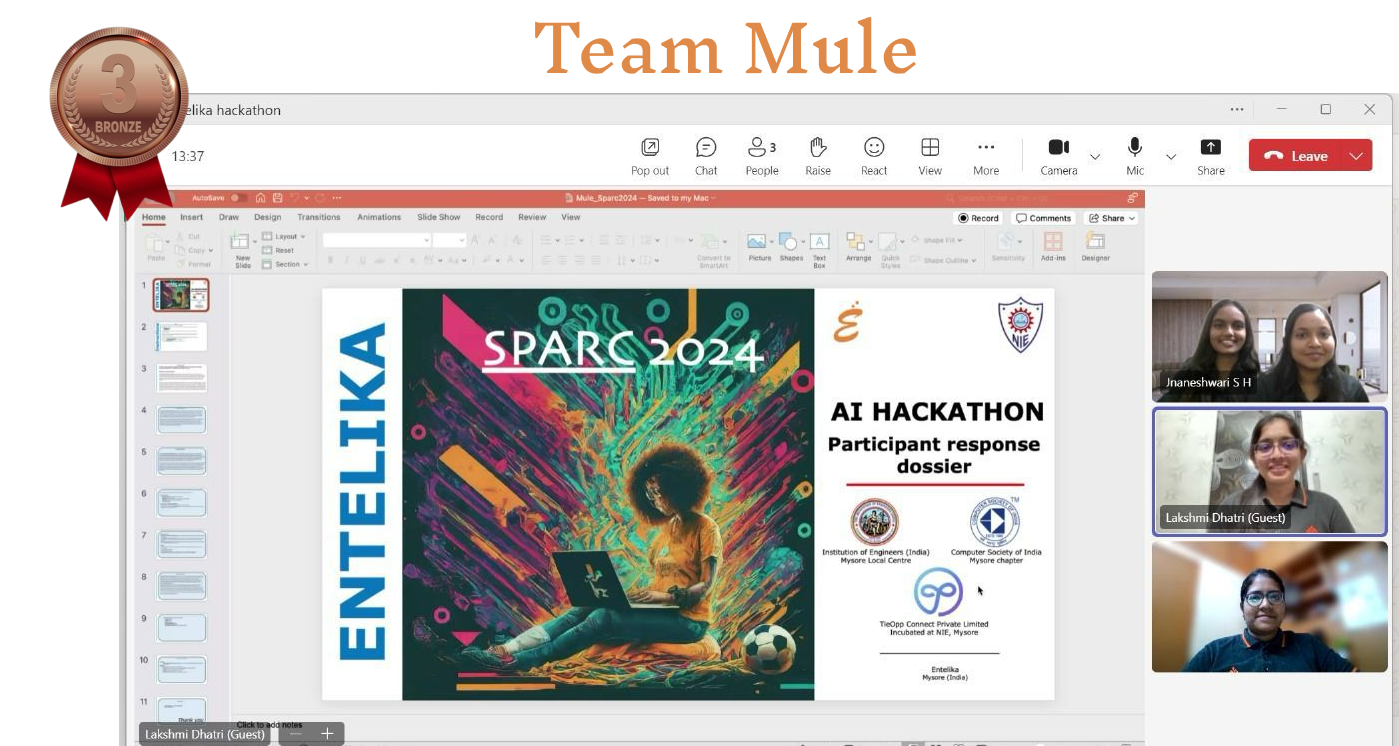 Team Mule
3
BRONZE
elika hackathon
13:37
Pop out
Chat
3
People
Raise
React
View
More
Camera
Mic
Share
Leave
AutoSave
Mule_Sparc2024 — Saved to my Mac
Home Insert Draw Design Transitions Animations Slide Show Record Review View
Record
Comments
Share
Paste
Cut
Copy
Format
New
Slide
Layout
Reset
Section
Convert to
SmartArt
Picture
Shapes
Text
Box
Arrange
Quick
Styles
Shape Fill
Shape Outline
Sensitivity
Add-ins
Designer
1
2
3
4
5
6
7
8
9
10
11
Thank you
ENTELIKA
SPARC 2024
NIE
AI HACKATHON
Participant response
dossier
Institution of Engineers (India)
Mysore Local Centre
TM
Computer Society of India
Mysore chapter
TieOpp Connect Private Limited
Incubated at NIE, Mysore
Entelika
Mysore (India)
Click to add notes
Lakshmi Dhatri (Guest)
Jnaneshwari S H
Lakshmi Dhatri (Guest)